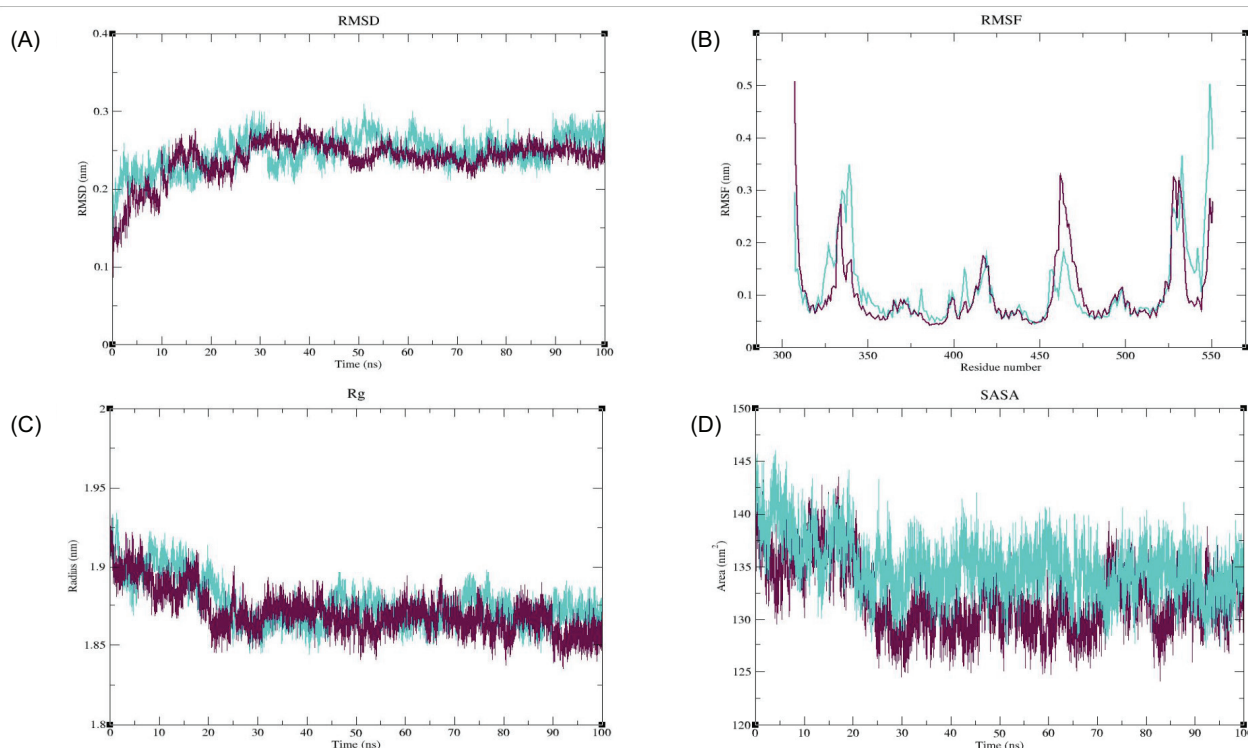 (A)
RMSD
0.4
0.3
0.2
0.1
0
RMSD (nm)
0 10 20 30 40 50 60 70 80 90 100
Time (ns)
(B)
RMSF
0.5
0.4
0.3
0.2
0.1
0
RMSF (nm)
300 350 400 450 500 550
Residue number
(C)
Rg
2
1.95
1.9
1.85
1.8
Radius (nm)
0 10 20 30 40 50 60 70 80 90 100
Time (ns)
(D)
SASA
150
145
140
135
130
125
120
Area (nm²)
0 10 20 30 40 50 60 70 80 90 100
Time (ns)